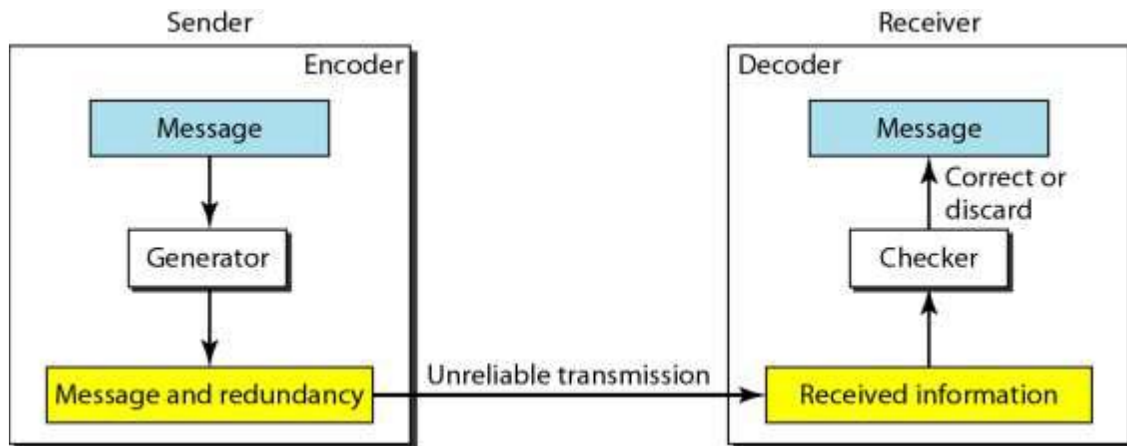 Sender
Receiver
Encoder
Decoder
Message
Message
Correct or
discard
Generator
Checker
Unreliable transmission
Message and redundancy
Received information